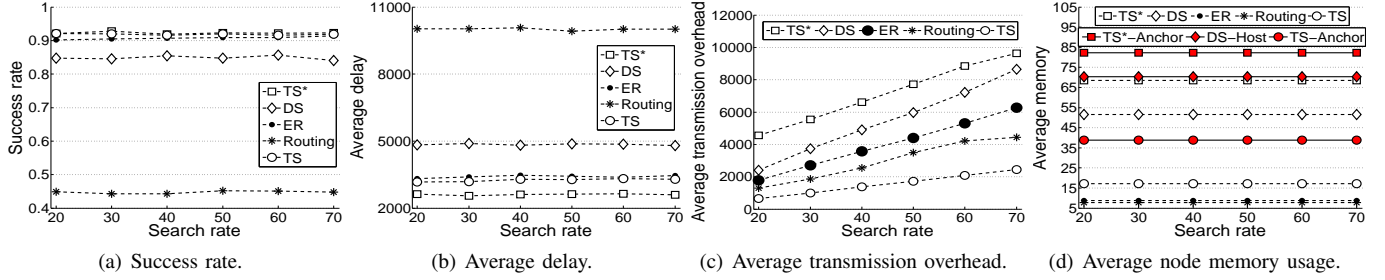 1
0.9
0.8
0.7
0.6
0.5
0.4
20 30 40 50 60 70
Success rate
Search rate
TS*
DS
ER
Routing
TS
(a) Success rate.
11000
8000
5000
2000
20 30 40 50 60 70
Average delay
Search rate
TS*
DS
ER
Routing
TS
(b) Average delay.
12000
10000
8000
6000
4000
2000
0
20 30 40 50 60 70
Average transmission overhead
Search rate
TS* DS ER Routing TS
(c) Average transmission overhead.
105
95
85
75
65
55
45
35
25
15
5
20 30 40 50 60 70
Average memory
Search rate
TS* DS ER Routing TS
TS*-Anchor DS-Host TS-Anchor
(d) Average node memory usage.